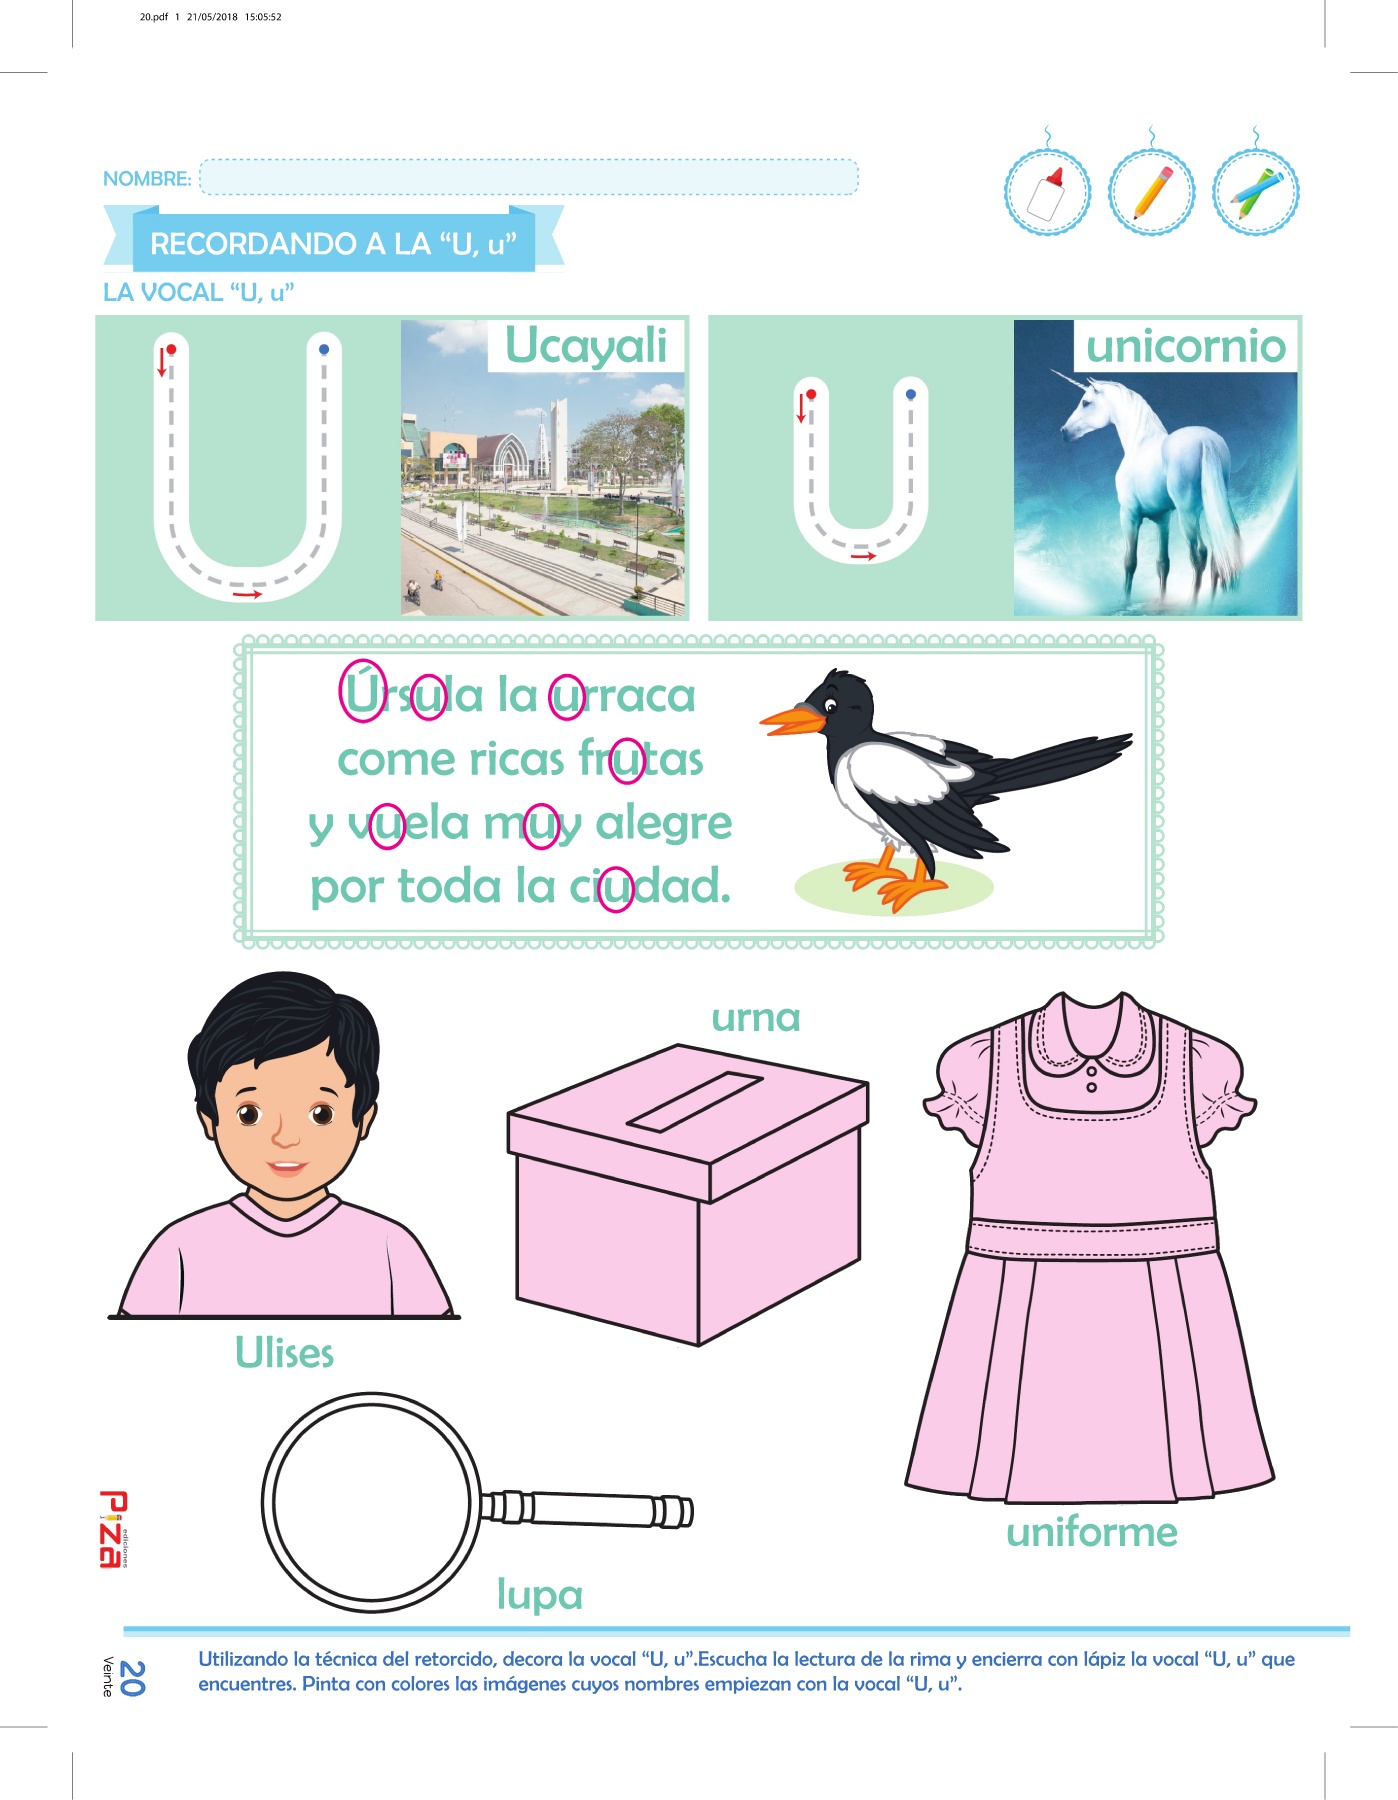 20.pdf 1 21/05/2018 15:05:52
NOMBRE:
RECORDANDO A LA “U, u”
LA VOCAL “U, u”
U
Ucayali
u
unicornio
Úrsula la urraca
come ricas frutas
y vuela muy alegre
por toda la ciudad.
urna
Ulises
uniforme
lupa
Piza
ediciones
20
Veinte
Utilizando la técnica del retorcido, decora la vocal “U, u”.Escucha la lectura de la rima y encierra con lápiz la vocal “U, u” que
encuentres. Pinta con colores las imágenes cuyos nombres empiezan con la vocal “U, u”.